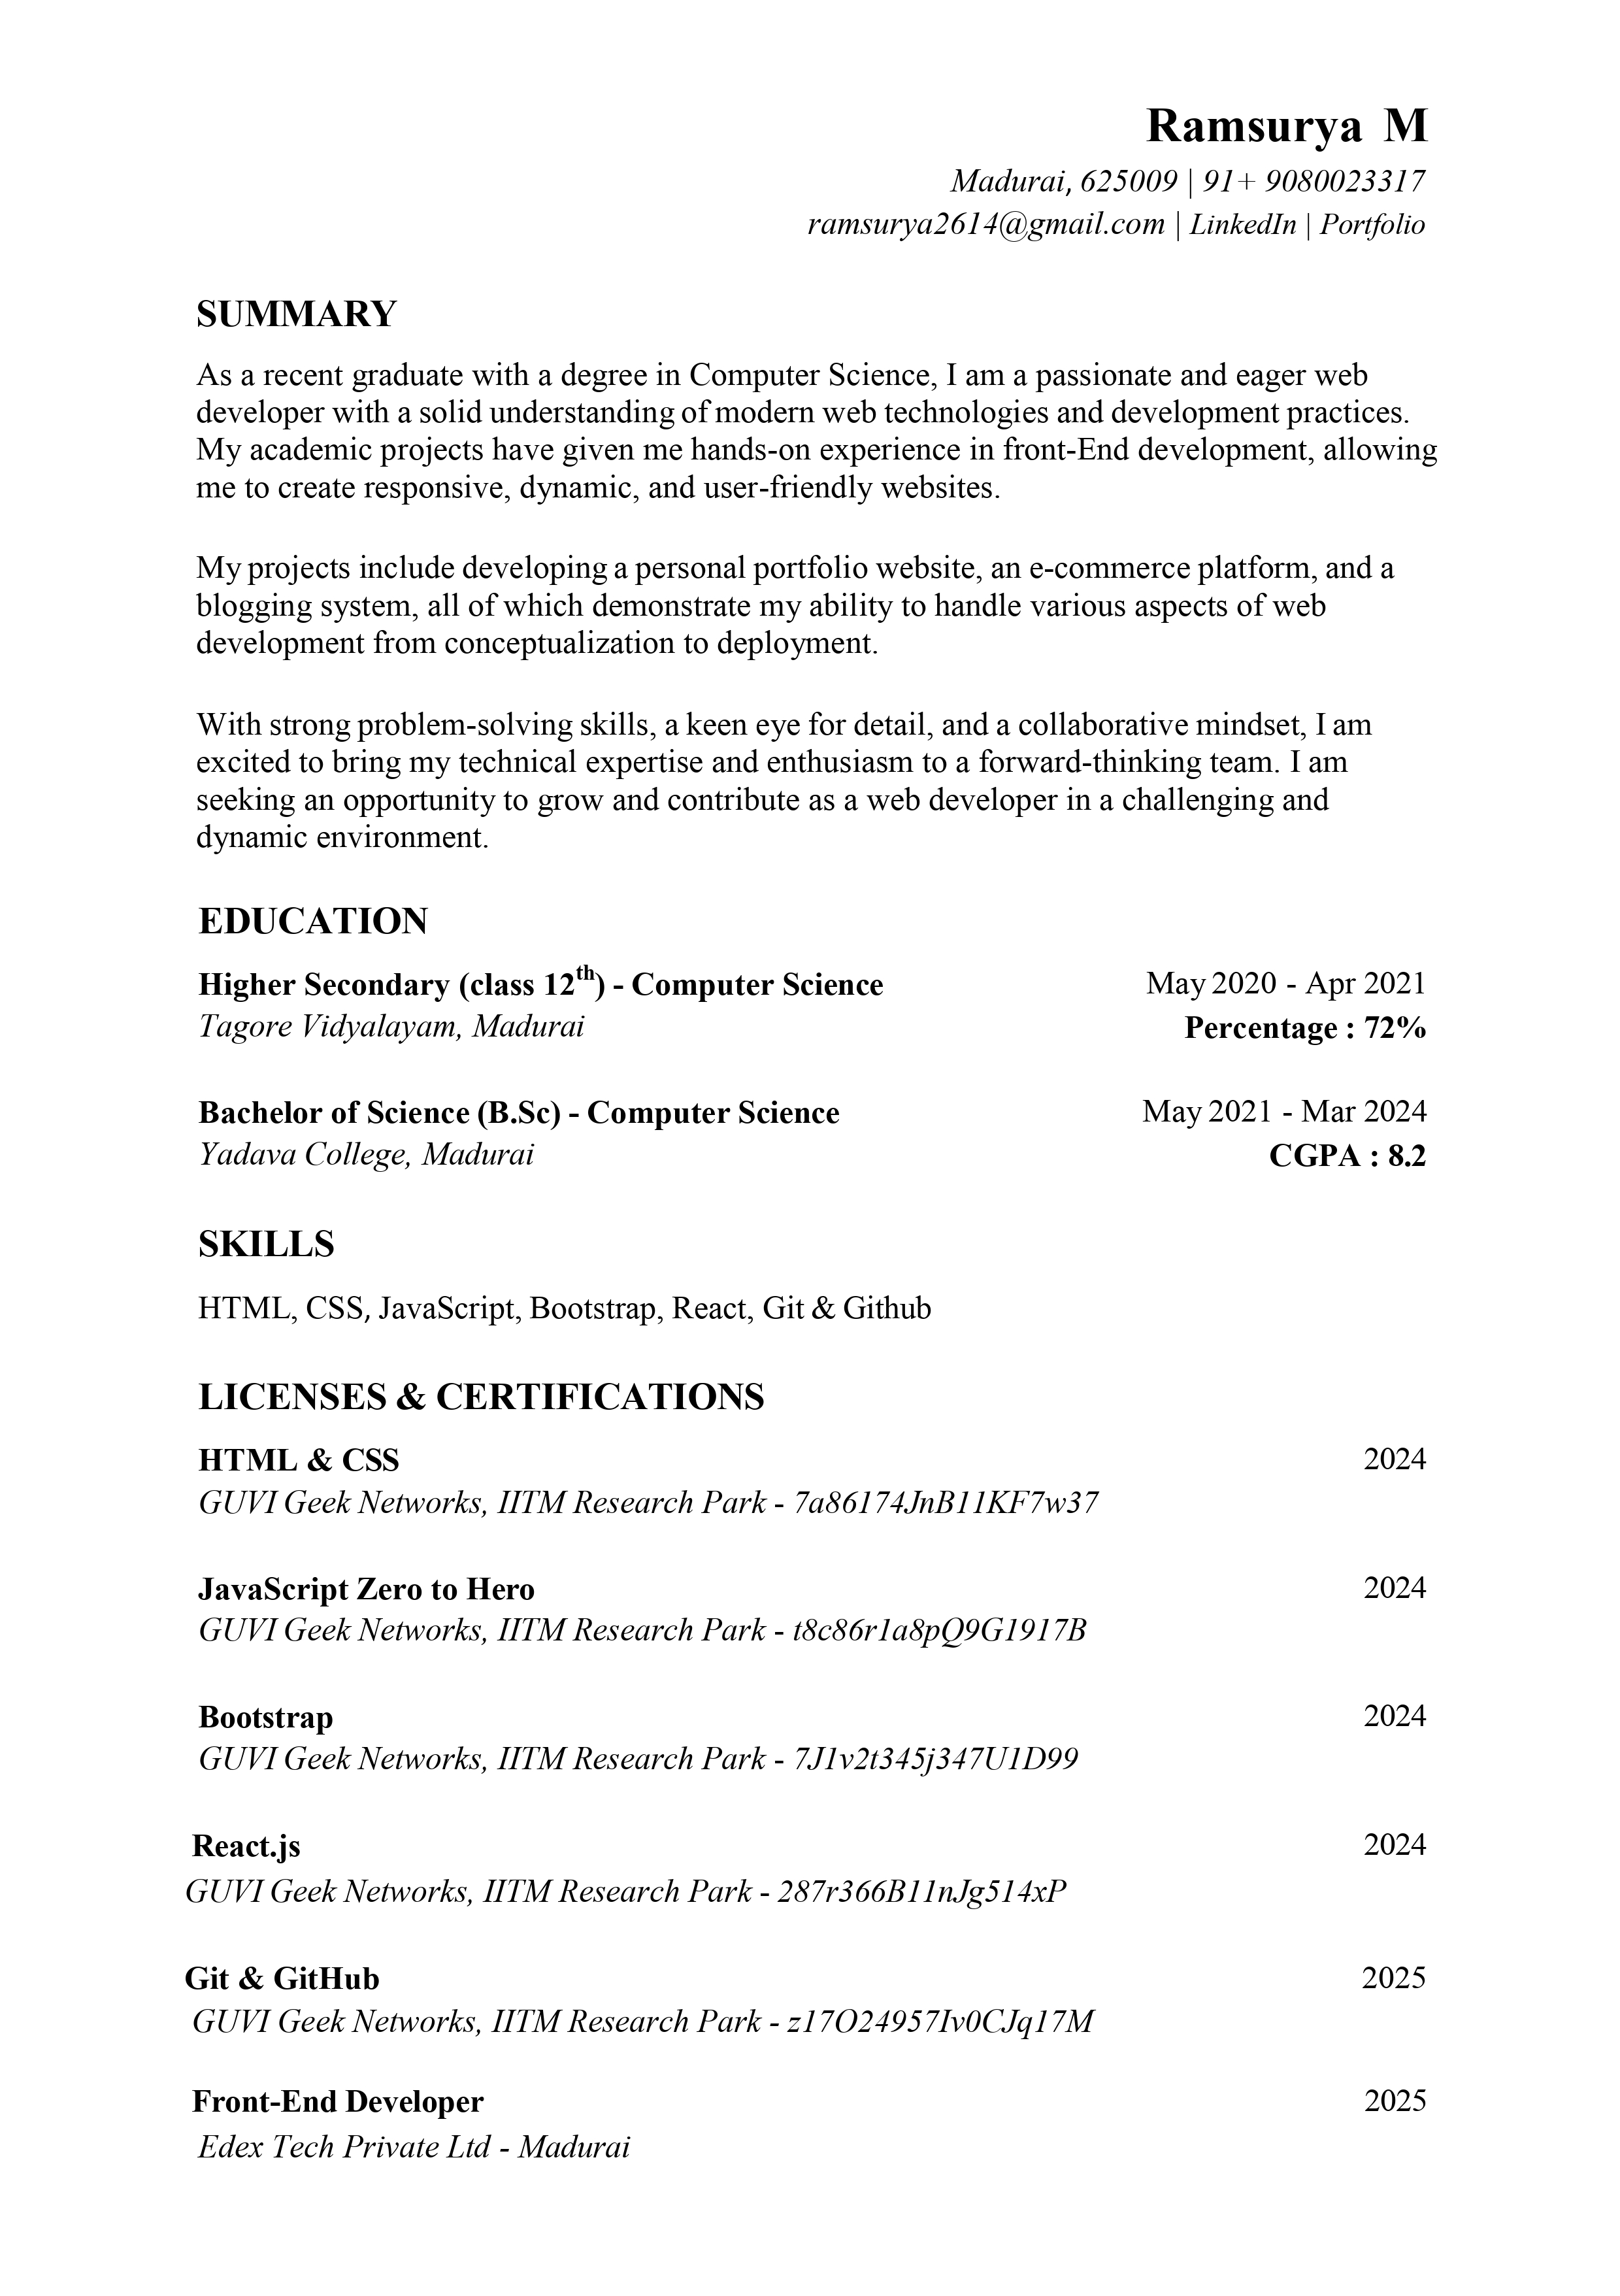 Ramsurya M
Madurai, 625009 | 91+ 9080023317
ramsurya2614@gmail.com | LinkedIn | Portfolio
SUMMARY
As a recent graduate with a degree in Computer Science, I am a passionate and eager web
developer with a solid understanding of modern web technologies and development practices.
My academic projects have given me hands-on experience in front-End development, allowing
me to create responsive, dynamic, and user-friendly websites.
My projects include developing a personal portfolio website, an e-commerce platform, and a
blogging system, all of which demonstrate my ability to handle various aspects of web
development from conceptualization to deployment.
With strong problem-solving skills, a keen eye for detail, and a collaborative mindset, I am
excited to bring my technical expertise and enthusiasm to a forward-thinking team. I am
seeking an opportunity to grow and contribute as a web developer in a challenging and
dynamic environment.
EDUCATION
Higher Secondary (class 12th) - Computer Science May 2020 - Apr 2021
Tagore Vidyalayam, Madurai Percentage : 72%
Bachelor of Science (B.Sc) - Computer Science May 2021 - Mar 2024
Yadava College, Madurai CGPA : 8.2
SKILLS
HTML, CSS, JavaScript, Bootstrap, React, Git & Github
LICENSES & CERTIFICATIONS
HTML & CSS 2024
GUVI Geek Networks, IITM Research Park - 7a86174JnB11KF7w37
JavaScript Zero to Hero 2024
GUVI Geek Networks, IITM Research Park - t8c86r1a8pQ9G1917B
Bootstrap 2024
GUVI Geek Networks, IITM Research Park - 7J1v2t345j347U1D99
React.js 2024
GUVI Geek Networks, IITM Research Park - 287r366B11nJg514xP
Git & GitHub 2025
GUVI Geek Networks, IITM Research Park - z17O24957Iv0CJq17M
Front-End Developer 2025
Edex Tech Private Ltd - Madurai